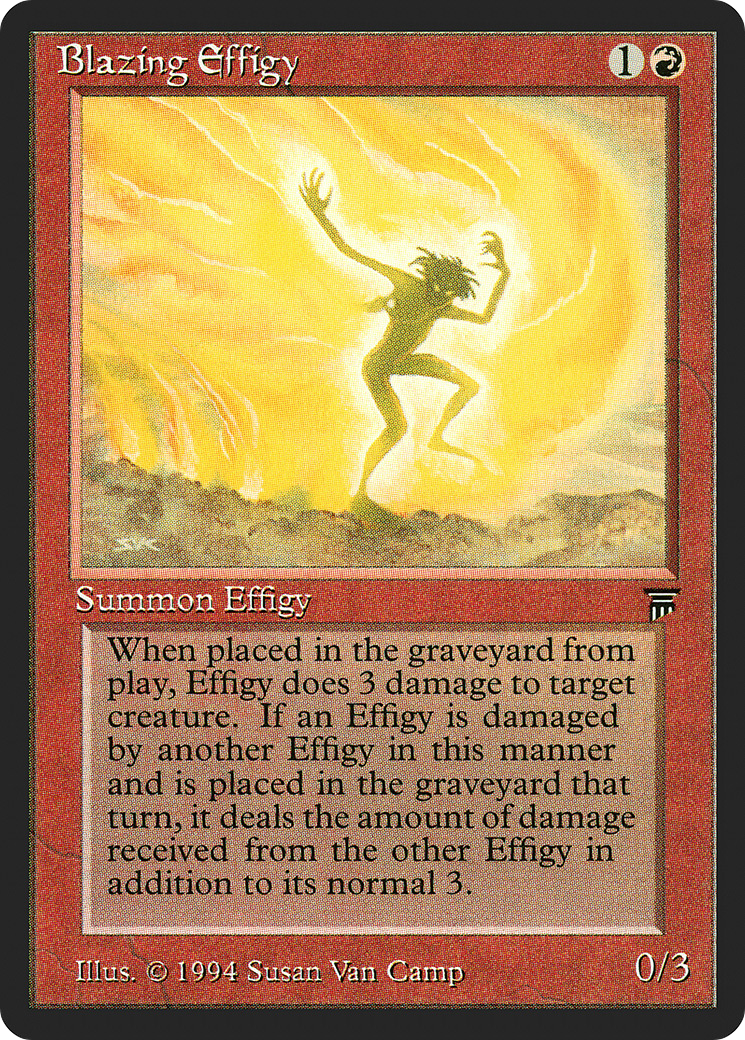 Blazing Effigy
1
SVC
Summon Effigy
When placed in the graveyard from
play, Effigy does 3 damage to target
creature. If an Effigy is damaged
by another Effigy in this manner
and is placed in the graveyard that
turn, it deals the amount of damage
received from the other Effigy in
addition to its normal 3.
Illus. © 1994 Susan Van Camp
0/3